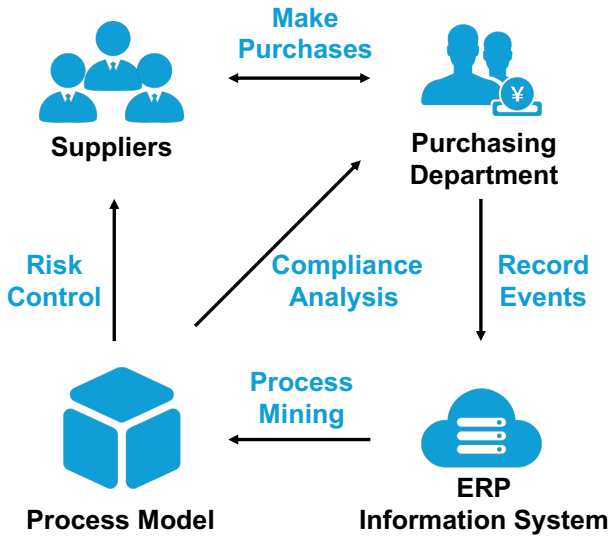 Make
Purchases
¥
Suppliers
Purchasing
Department
Risk
Control
Compliance
Analysis
Record
Events
Process
Mining
Process Model
ERP
Information System